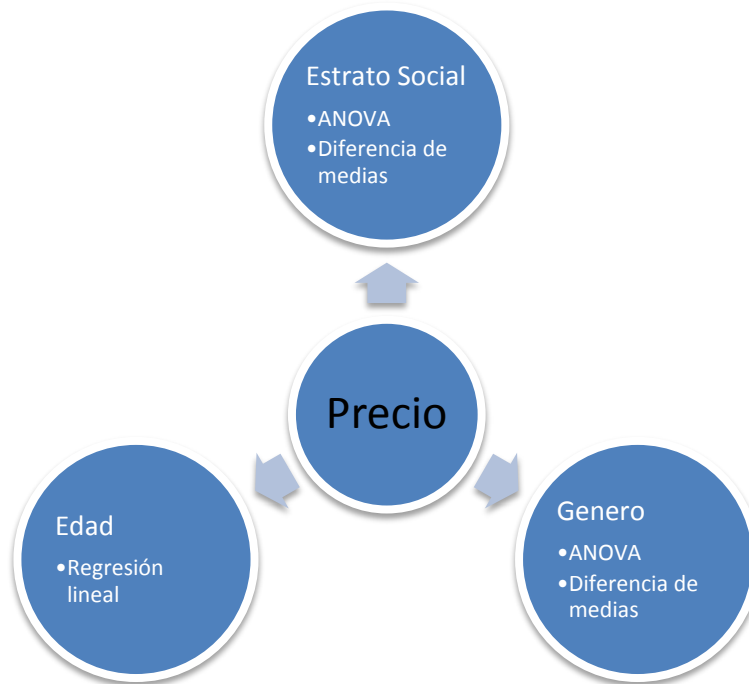 Estrato Social
•ANOVA
•Diferencia de
medias
Precio
Edad
•Regresión
lineal
Genero
•ANOVA
•Diferencia de
medias